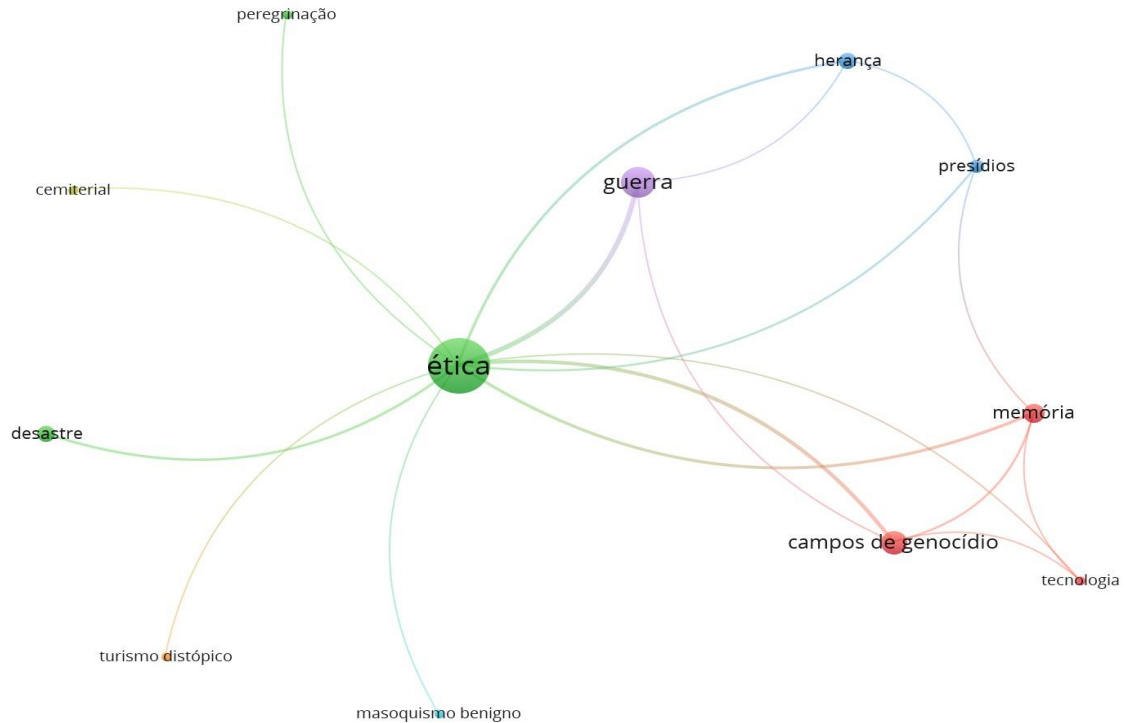 peregrinação
herança
presídios
guerra
cemiterial
ética
memória
desastre
campos de genocídio
tecnologia
turismo distópico
masoquismo benigno